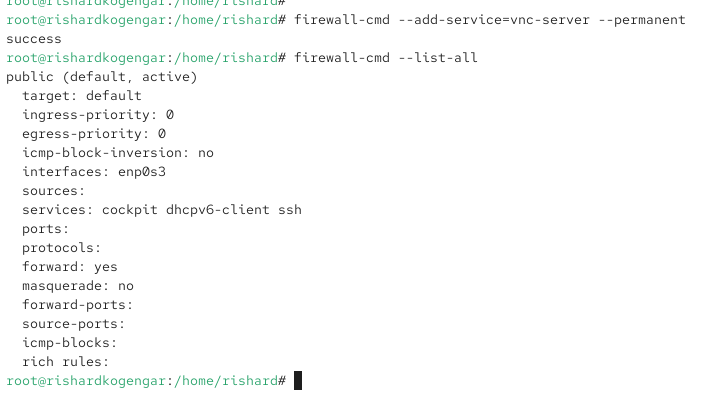 root@rishardkogengar:/home/rishard#
root@rishardkogengar:/home/rishard# firewall-cmd --add-service=vnc-server --permanent
success
root@rishardkogengar:/home/rishard# firewall-cmd --list-all
public (default, active)
  target: default
  ingress-priority: 0
  egress-priority: 0
  icmp-block-inversion: no
  interfaces: enp0s3
  sources:
  services: cockpit dhcpv6-client ssh
  ports:
  protocols:
  forward: yes
  masquerade: no
  forward-ports:
  source-ports:
  icmp-blocks:
  rich rules:
root@rishardkogengar:/home/rishard#